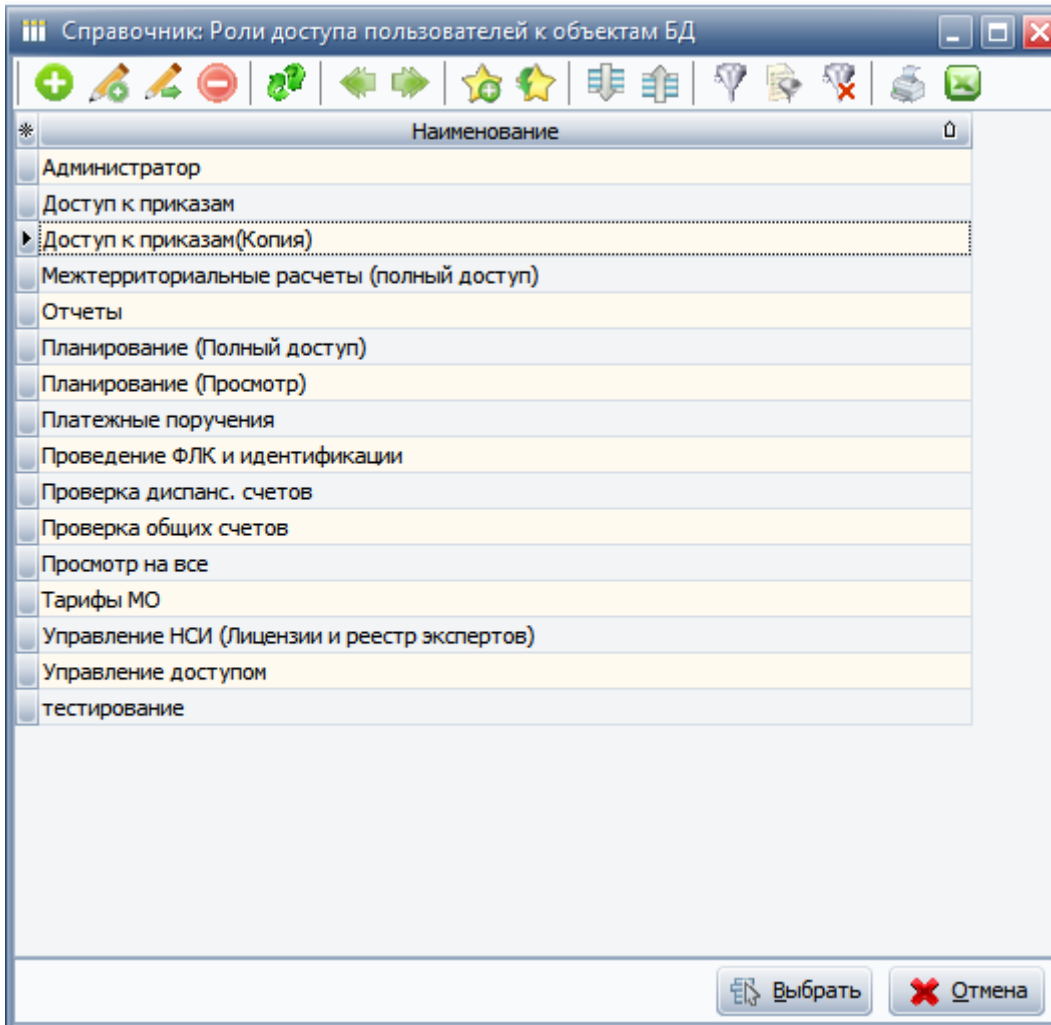 Справочник: Роли доступа пользователей к объектам БД
Наименование
Администратор
Доступ к приказам
Доступ к приказам(Копия)
Межтерриториальные расчеты (полный доступ)
Отчеты
Планирование (Полный доступ)
Планирование (Просмотр)
Платежные поручения
Проведение ФЛК и идентификации
Проверка диспанс. счетов
Проверка общих счетов
Просмотр на все
Тарифы МО
Управление НСИ (Лицензии и реестр экспертов)
Управление доступом
тестирование
Выбрать
Отмена